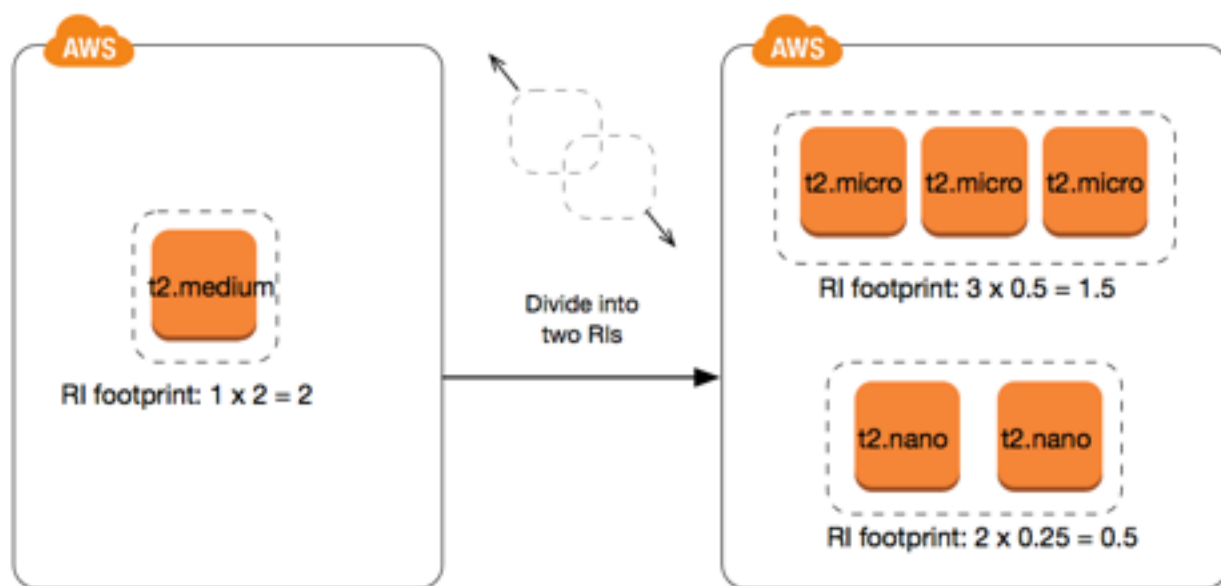 AWS
t2.medium
RI footprint: 1 x 2 = 2
Divide into
two RIs
AWS
t2.micro t2.micro t2.micro
RI footprint: 3 x 0.5 = 1.5
t2.nano t2.nano
RI footprint: 2 x 0.25 = 0.5